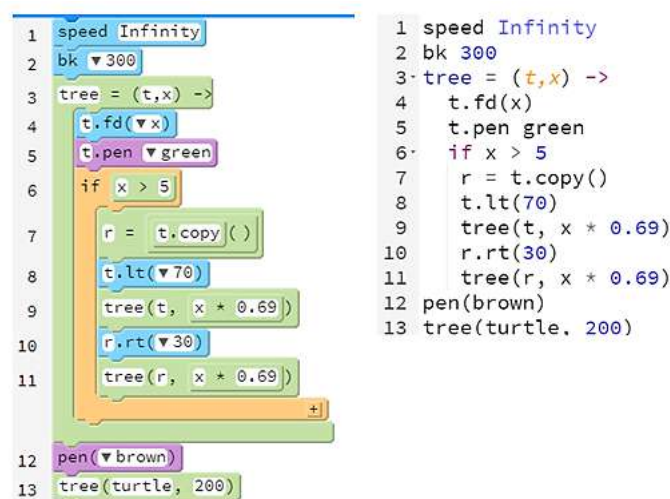 1 speed Infinity
2 bk ▼300
3 tree = (t,x) ->
4 t.fd(▼x)
5 t.pen ▼green
6 if x > 5
7 r = t.copy()
8 t.lt(▼70)
9 tree(t, x * 0.69)
10 r.rt(▼30)
11 tree(r, x * 0.69)
+
12 pen(▼brown)
13 tree(turtle, 200)
1 speed Infinity
2 bk 300
3 tree = (t,x) ->
4 t.fd(x)
5 t.pen green
6 if x > 5
7 r = t.copy()
8 t.lt(70)
9 tree(t, x * 0.69)
10 r.rt(30)
11 tree(r, x * 0.69)
12 pen(brown)
13 tree(turtle, 200)